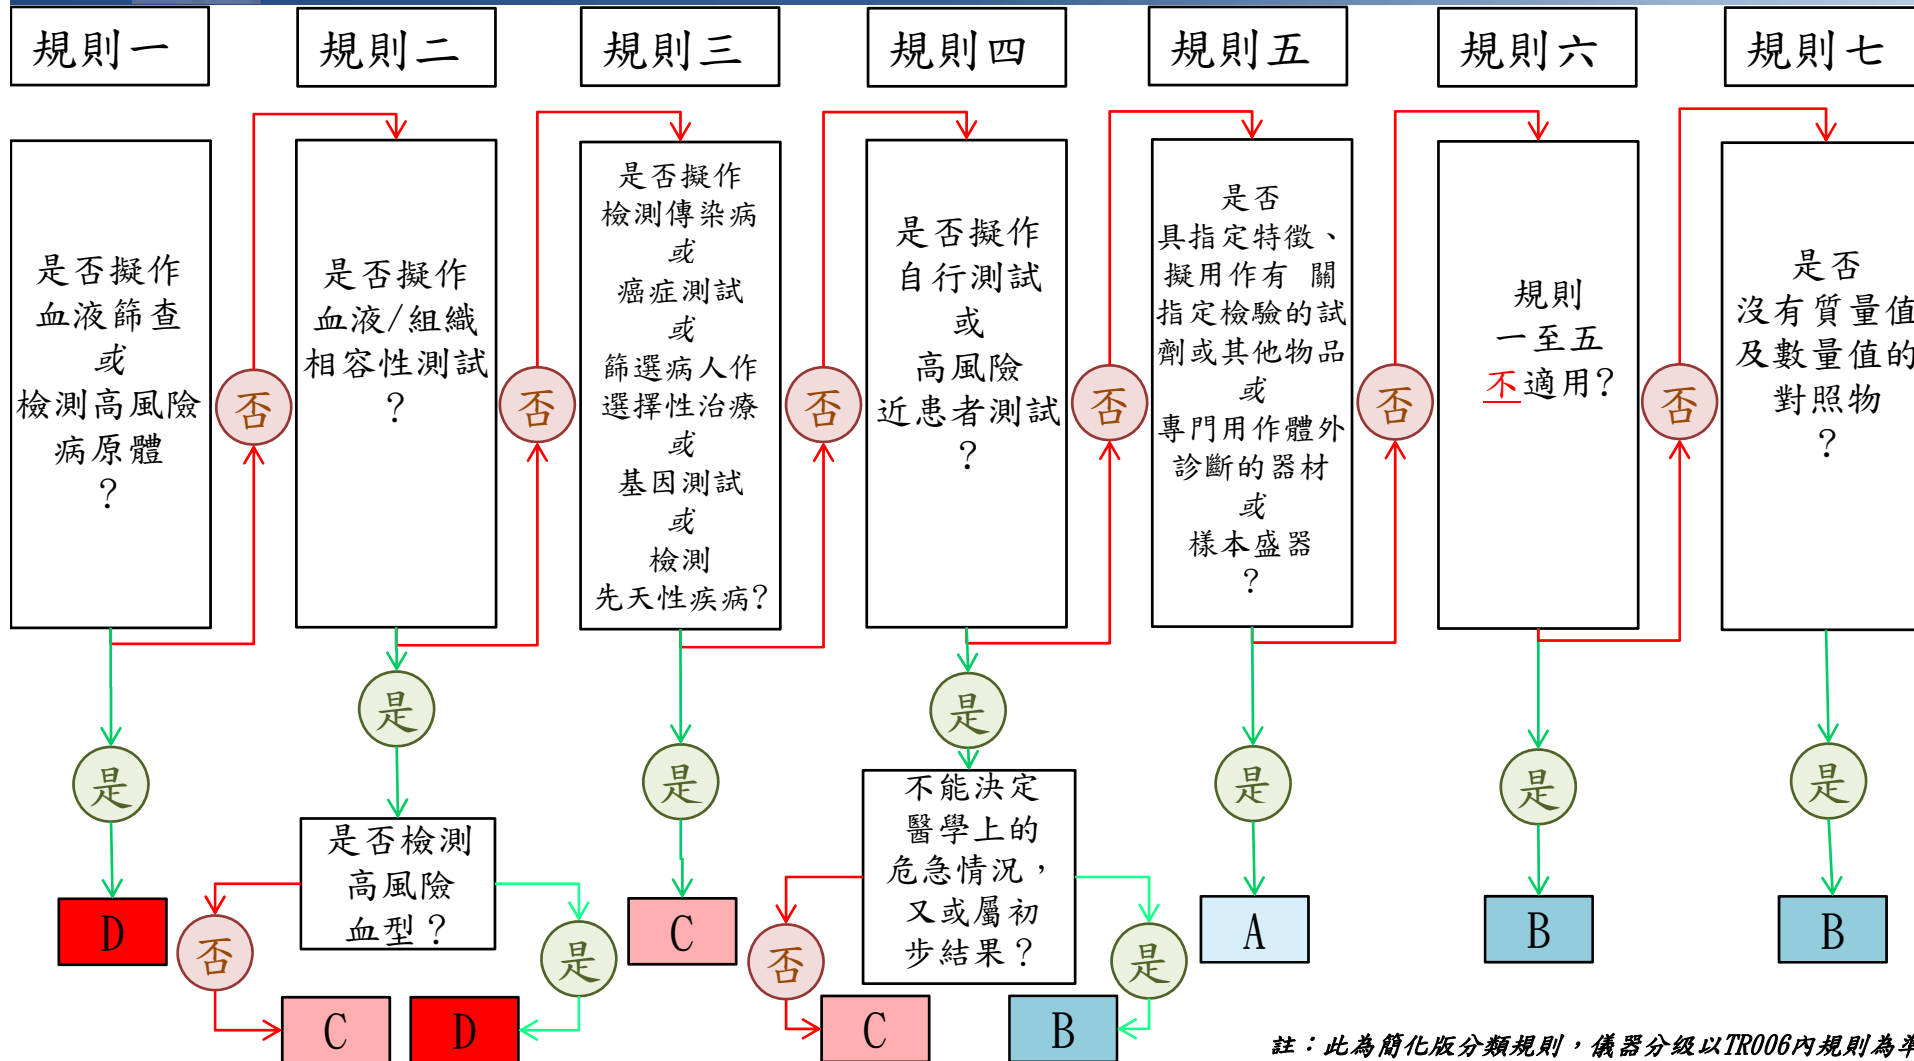 規則一
規則二
規則三
規則四
規則五
規則六
規則七
是否擬作
血液篩查
或
檢測高風險
病原體
?
否
是
D
是否擬作
血液/組織
相容性測試
?
否
是
是否檢測
高風險
血型?
否
是
C
D
是否擬作
檢測傳染病
或
癌症測試
或
篩選病人作
選擇性治療
或
基因測試
或
檢測
先天性疾病?
否
是
C
是否擬作
自行測試
或
高風險
近患者測試
?
否
是
不能決定
醫學上的
危急情況，
又或屬初
步結果?
否
是
C
B
是否
具指定特徵、
擬用作有 關
指定檢驗的試
劑或其他物品
或
專門用作體外
診斷的器材
或
樣本盛器
?
否
是
A
規則
一至五
不適用?
否
是
B
是否
沒有質量值
及數量值的
對照物
?
是
B
註：此為簡化版分類規則，儀器分级以TR006內規則為準